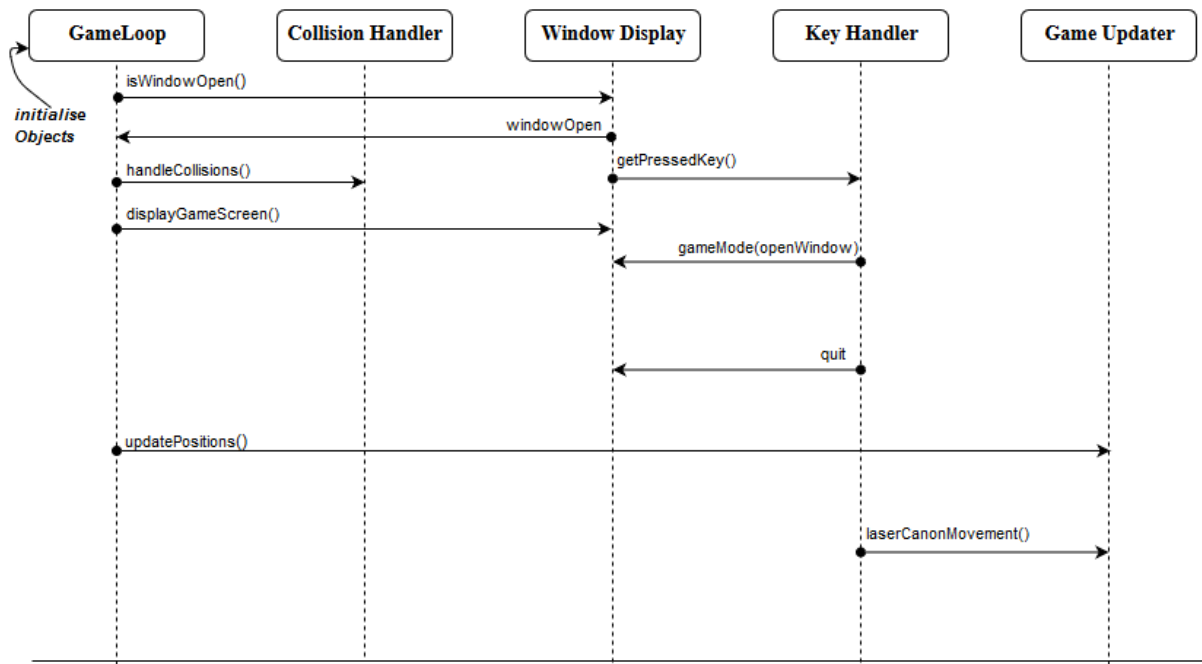 GameLoop
Collision Handler
Window Display
Key Handler
Game Updater
isWindowOpen()
initialise
Objects
windowOpen
getPressedKey()
handleCollisions()
displayGameScreen()
gameMode(openWindow)
quit
updatePositions()
laserCanonMovement()